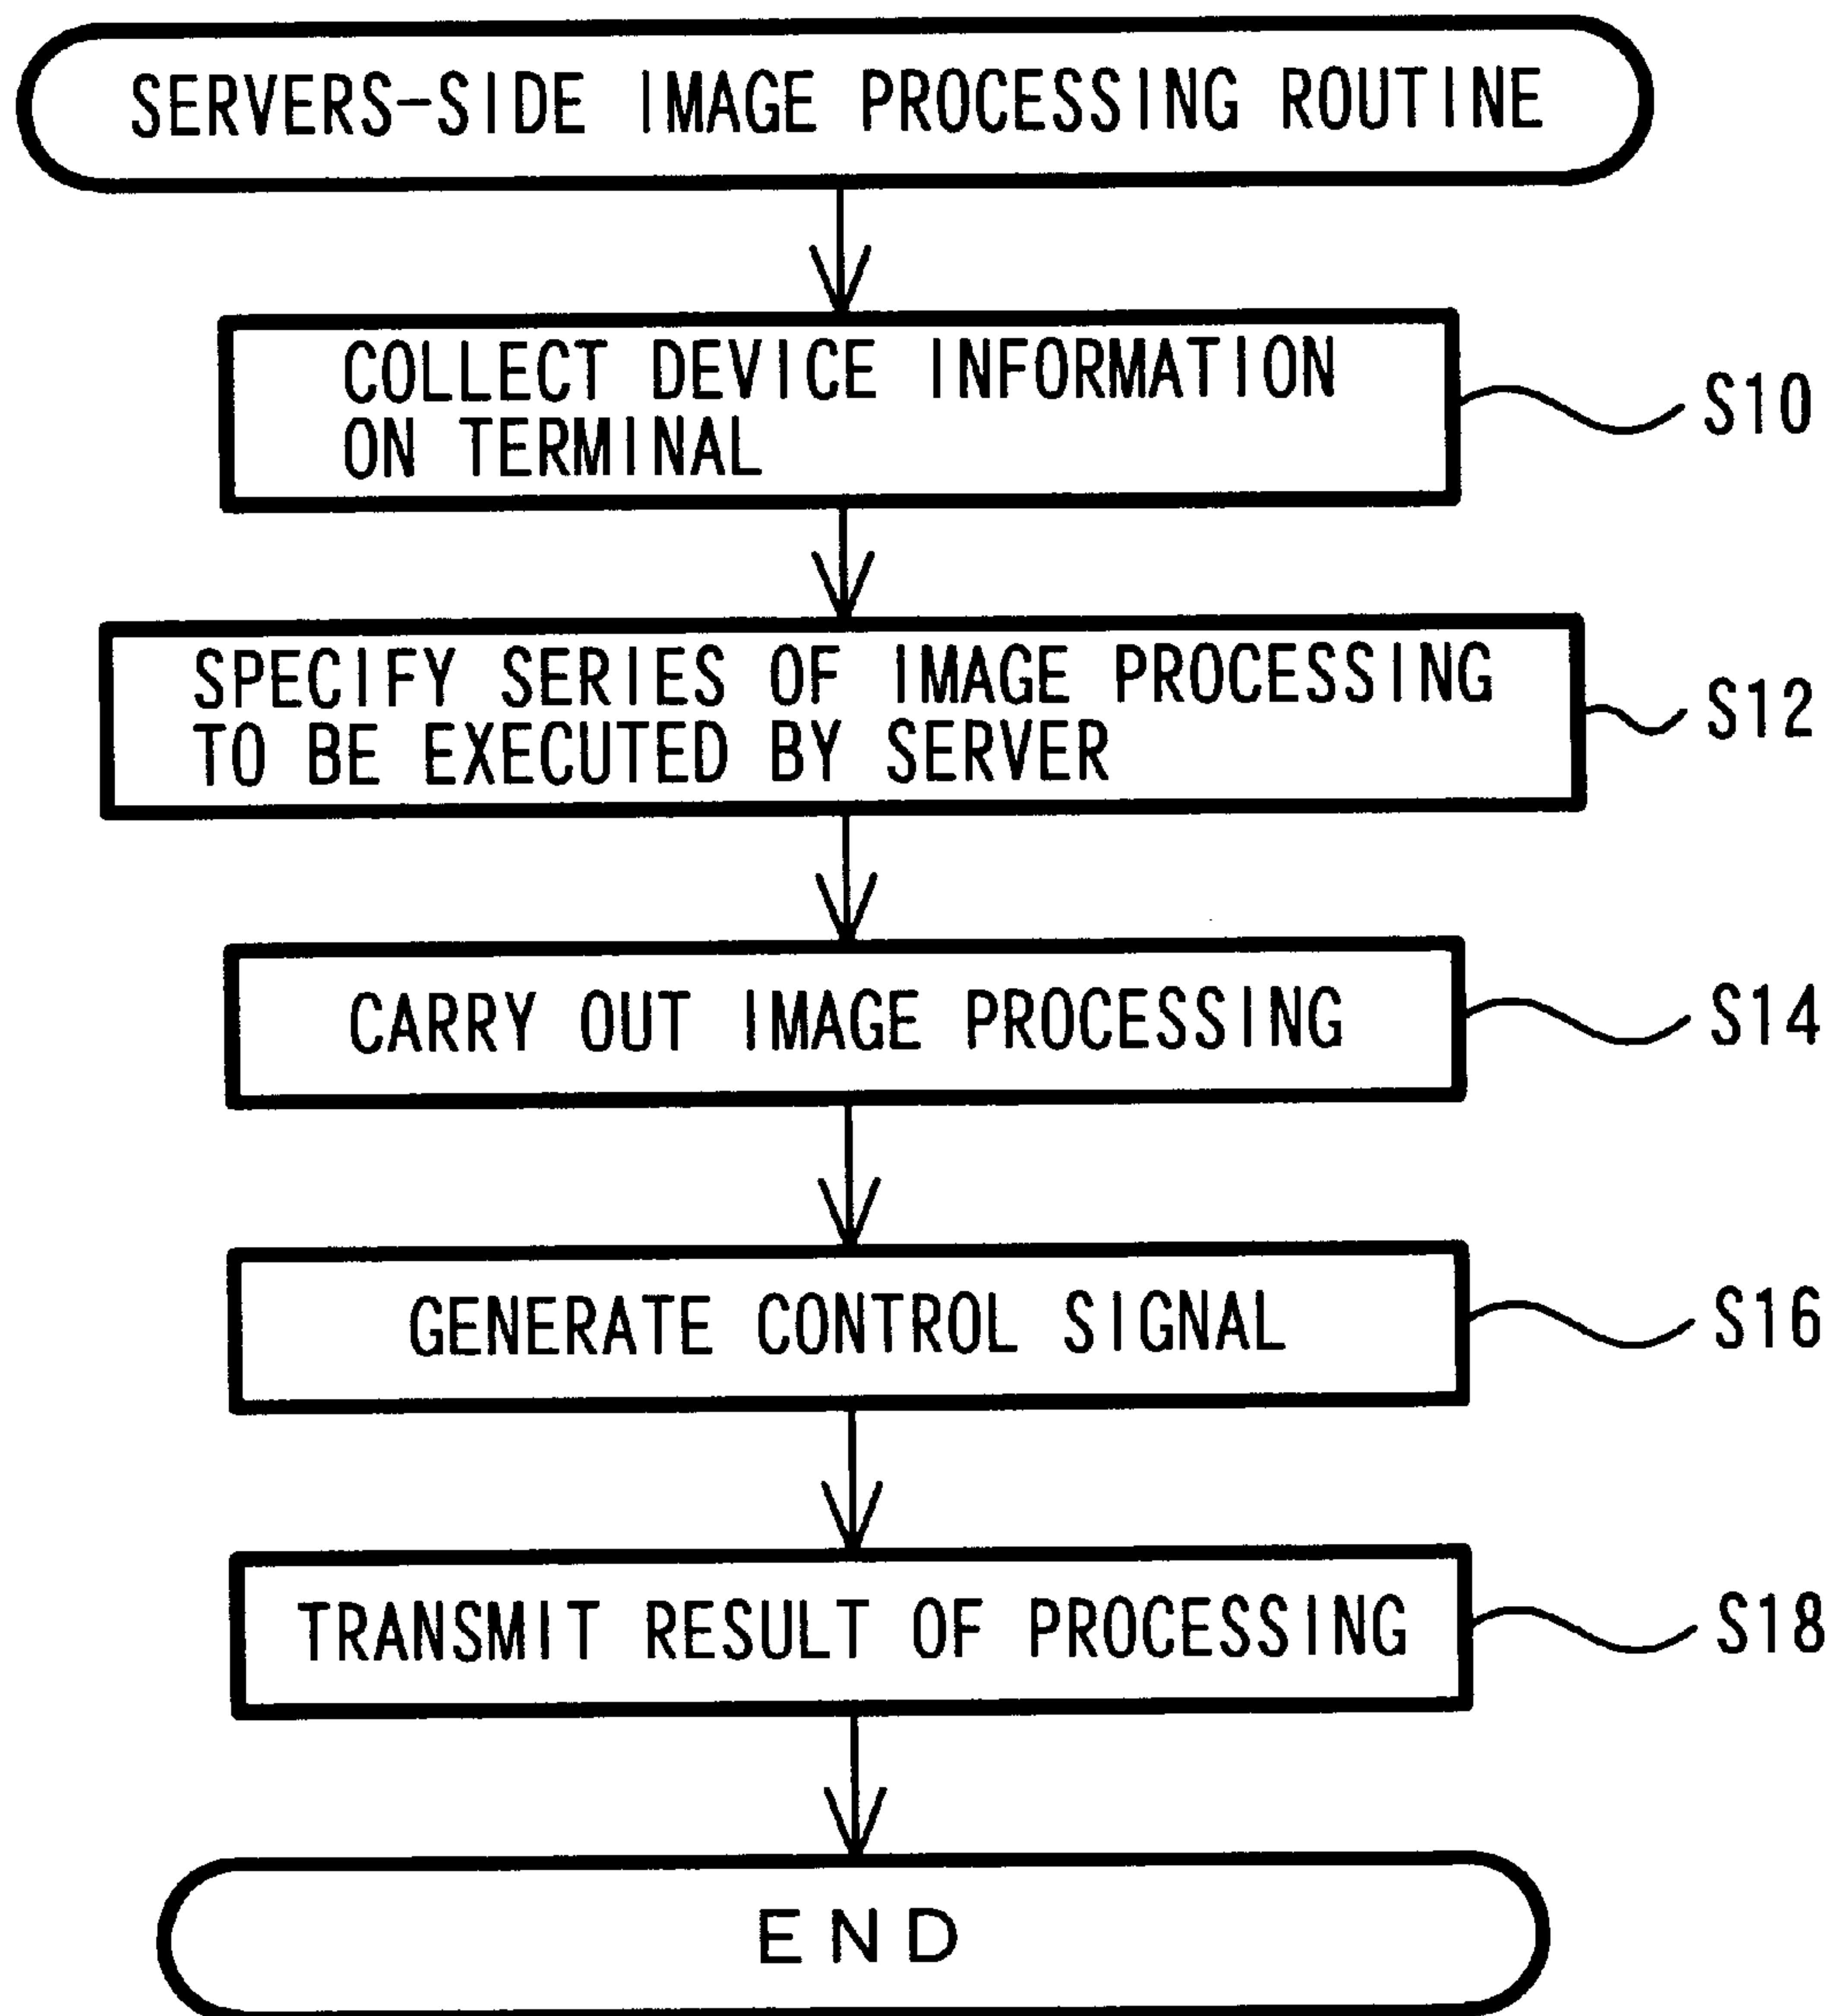 SERVERS-SIDE IMAGE PROCESSING ROUTINE
COLLECT DEVICE INFORMATION
ON TERMINAL
S10
SPECIFY SERIES OF IMAGE PROCESSING
TO BE EXECUTED BY SERVER
S12
CARRY OUT IMAGE PROCESSING
S14
GENERATE CONTROL SIGNAL
S16
TRANSMIT RESULT OF PROCESSING
S18
END